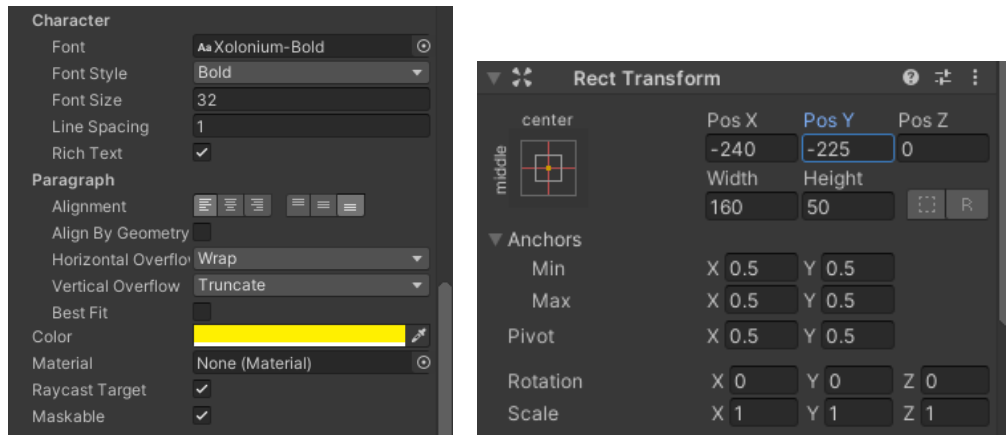 Character
Font Aa Xolonium-Bold
Font Style Bold
Font Size 32
Line Spacing 1
Rich Text
Paragraph
Alignment
Align By Geometry
Horizontal Overflo Wrap
Vertical Overflow Truncate
Best Fit
Color
Material None (Material)
Raycast Target
Maskable
Rect Transform
center
middle
Pos X Pos Y Pos Z
-240 -225 0
Width Height
160 50 R
Anchors
Min X 0.5 Y 0.5
Max X 0.5 Y 0.5
Pivot X 0.5 Y 0.5
Rotation X 0 Y 0 Z 0
Scale X 1 Y 1 Z 1